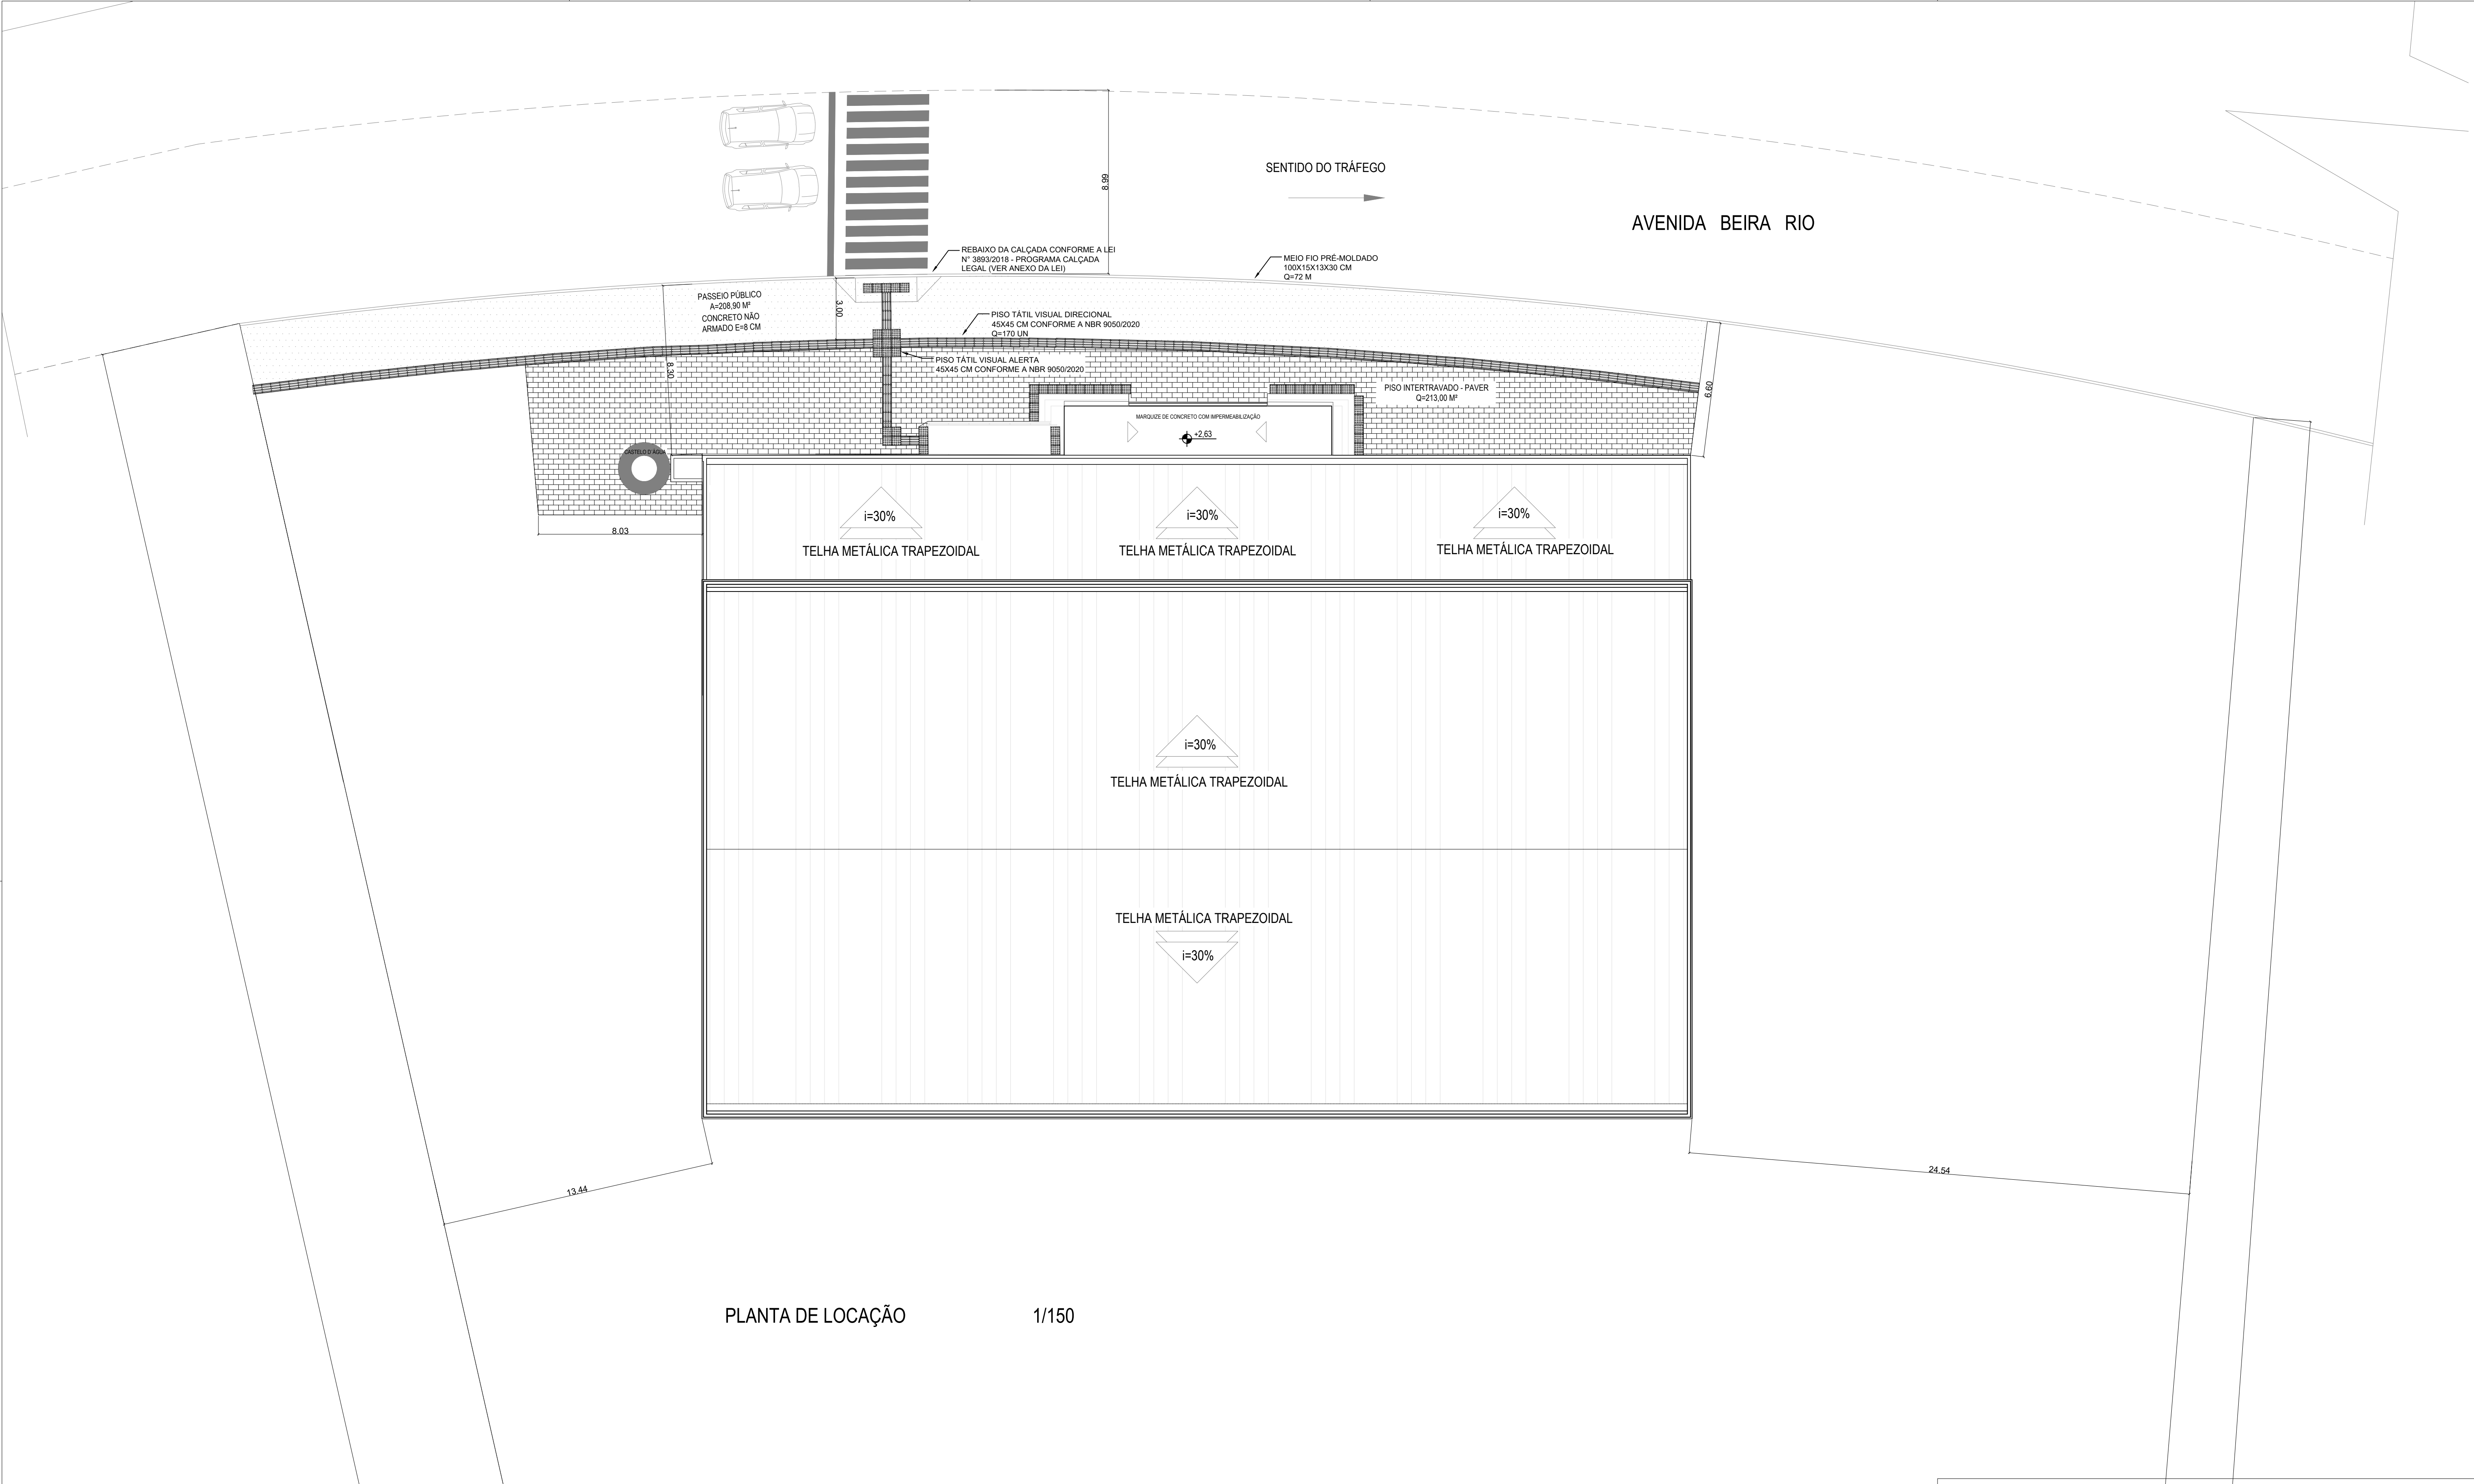 SENTIDO DO TRÁFEGO
8.99
AVENIDA BEIRA RIO
REBAIXO DA CALÇADA CONFORME A LEI
N° 3893/2018 - PROGRAMA CALÇADA
LEGAL (VER ANEXO DA LEI)
MEIO FIO PRÉ-MOLDADO
100X15X13X30 CM
Q=72 M
PASSEIO PÚBLICO
A=208,90 M²
CONCRETO NÃO
ARMADO E=8 CM
3.00
PISO TÁTIL VISUAL DIRECIONAL
45X45 CM CONFORME A NBR 9050/2020
Q=170 UN
PISO TÁTIL VISUAL ALERTA
45X45 CM CONFORME A NBR 9050/2020
8.30
PISO INTERTRAVADO - PAVER
Q=213,00 M²
6.60
MARQUIZE DE CONCRETO COM IMPERMEABILIZAÇÃO
+2,63
CASTELO D´ÁGUA
8.03
i=30%
TELHA METÁLICA TRAPEZOIDAL
i=30%
TELHA METÁLICA TRAPEZOIDAL
i=30%
TELHA METÁLICA TRAPEZOIDAL
i=30%
TELHA METÁLICA TRAPEZOIDAL
TELHA METÁLICA TRAPEZOIDAL
i=30%
13.44
24.54
PLANTA DE LOCAÇÃO 1/150